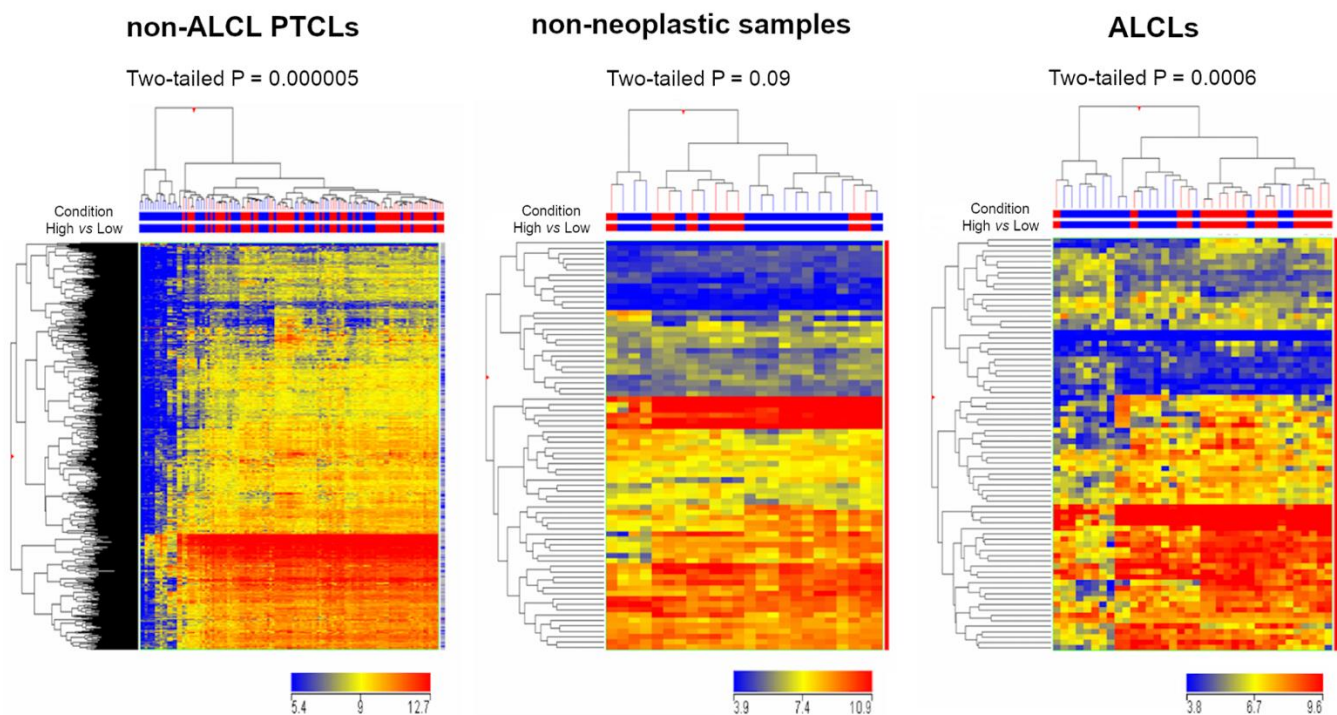 non-ALCL PTCLs
Two-tailed P = 0.000005
Condition
High vs Low
5.4 9 12.7
non-neoplastic samples
Two-tailed P = 0.09
Condition
High vs Low
3.9 7.4 10.9
ALCLs
Two-tailed P = 0.0006
Condition
High vs Low
3.8 6.7 9.6